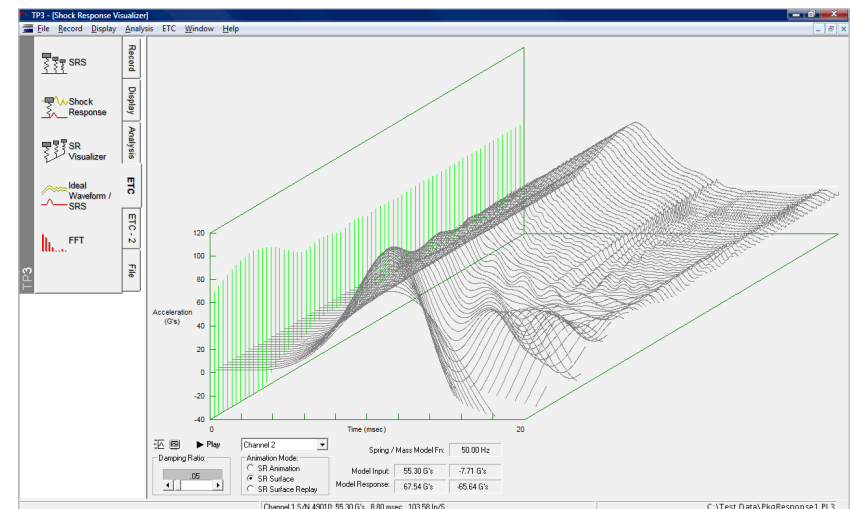 TP3 - [Shock Response Visualizer]
File Record Display Analysis ETC Window Help
SRS
Shock
Response
SR
Visualizer
Ideal
Waveform /
SRS
FFT
Record
Display
Analysis
ETC
ETC - 2
File
TP3
120
100
80
60
Acceleration
(G's)
40
20
0
-20
-40
0
Time (msec)
20
Play
Channel 2
Spring / Mass Model Fn:
50.00 Hz
Damping Ratio:
.05
Animation Mode:
SR Animation
SR Surface
SR Surface Replay
Model Input:
55.30 G's
-7.71 G's
Model Response:
67.54 G's
-65.64 G's
Channel 1 S/N 49010: 55.30 G's, 8.80 msec, 103.58 In/S
C:\Test Data\PkgResponse1.PL3